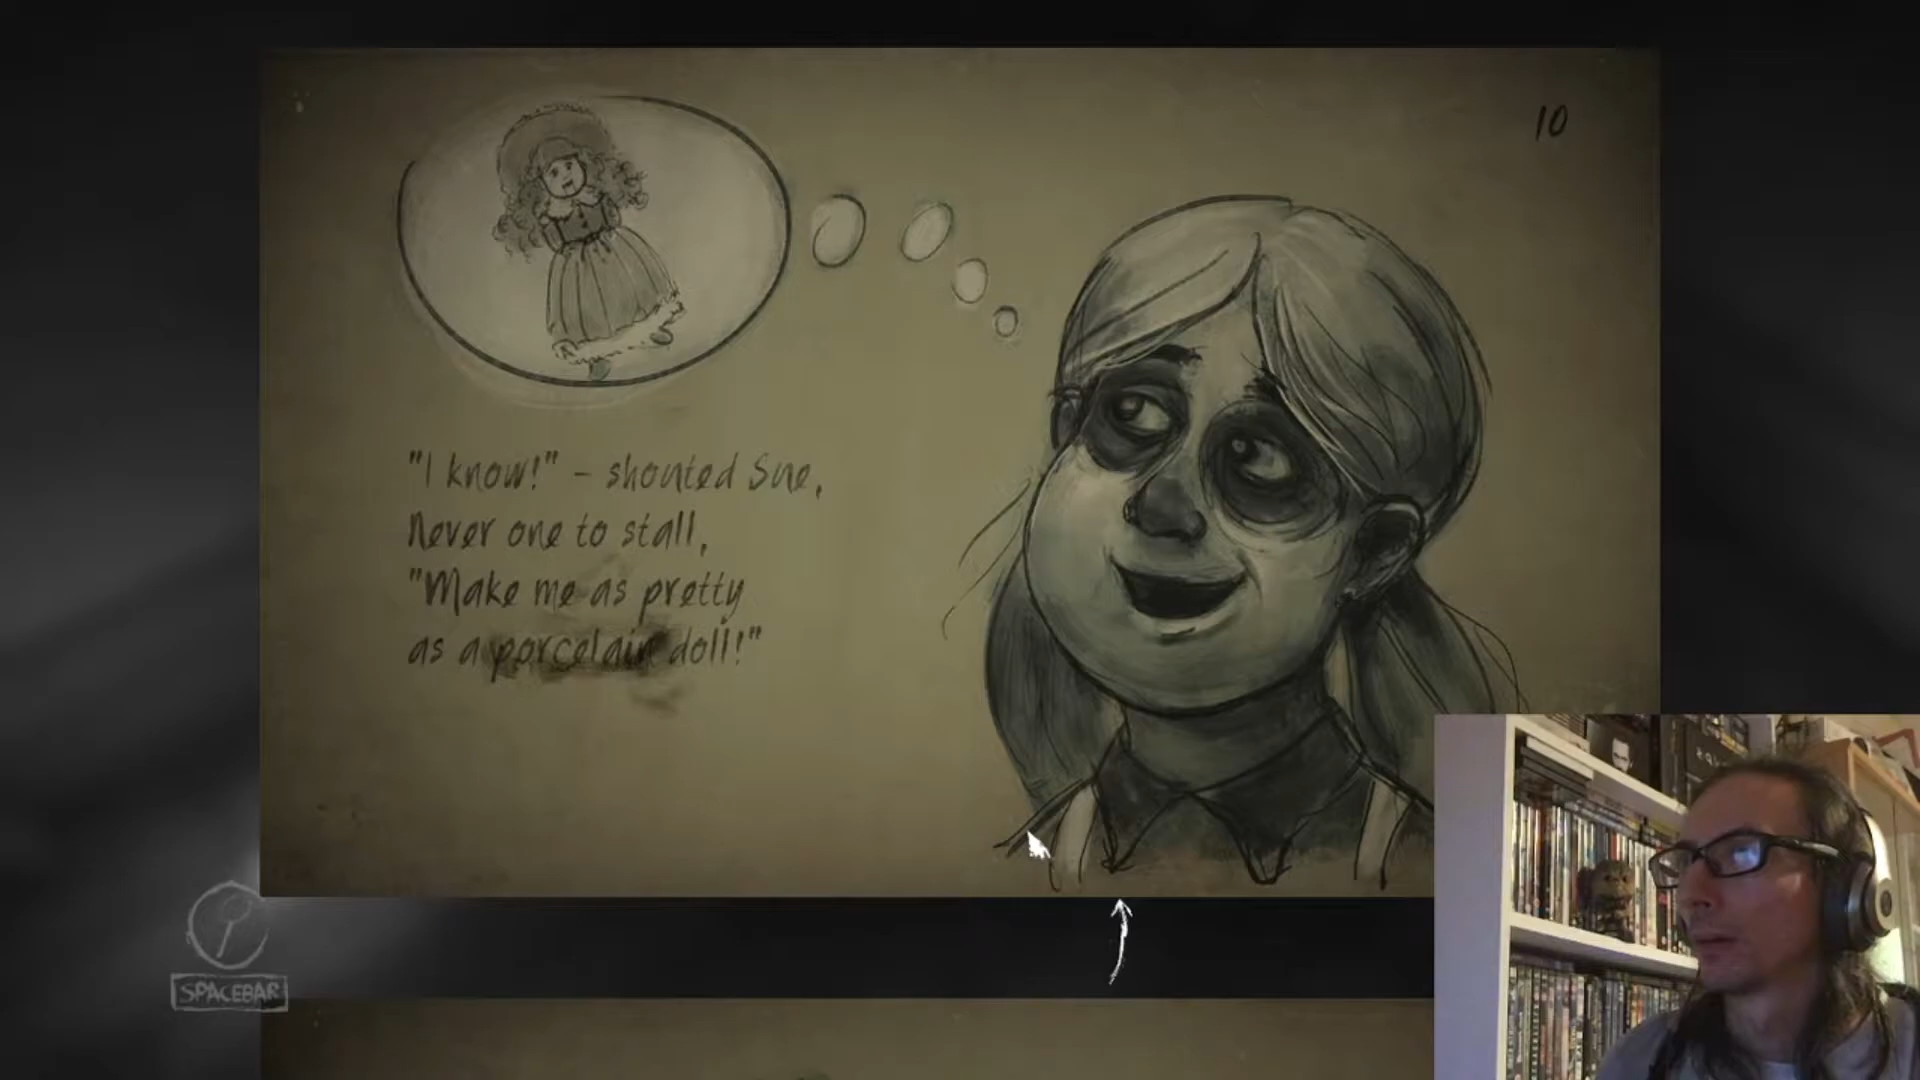 10
"I know!" – shouted Sue,
Never one to stall,
"Make me as pretty
as a porcelain doll!"
SPACEBAR